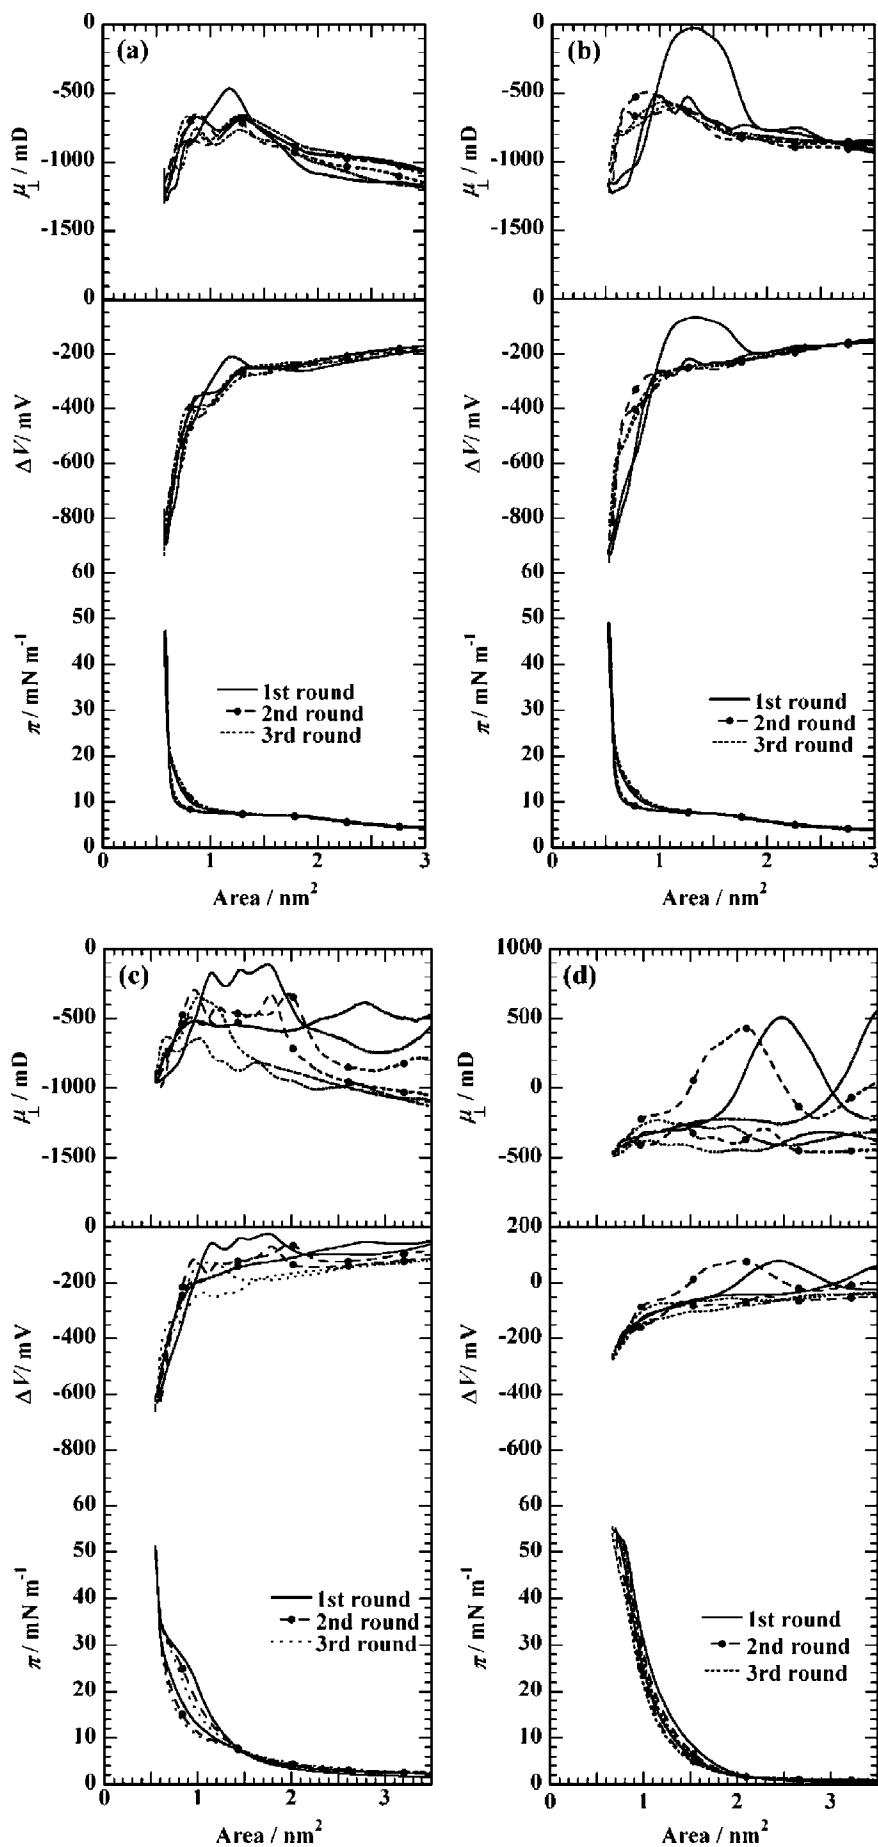 (a)
0
-500
-1000
-1500
μ⊥ / mD
0
-200
-400
-600
-800
ΔV/ mV
60
50
40
30
20
10
0
π / mN m-1
1st round
2nd round
3rd round
0 1 2 3
Area / nm2
(b)
0
-500
-1000
-1500
μ⊥ / mD
0
-200
-400
-600
-800
ΔV/ mV
60
50
40
30
20
10
0
π / mN m-1
1st round
2nd round
3rd round
0 1 2 3
Area / nm2
(c)
0
-500
-1000
-1500
μ⊥ / mD
0
-200
-400
-600
-800
ΔV/ mV
60
50
40
30
20
10
0
π / mN m-1
1st round
2nd round
3rd round
0 1 2 3
Area / nm2
(d)
1000
500
0
-500
μ⊥ / mD
200
0
-200
-400
-600
ΔV/ mV
60
50
40
30
20
10
0
π / mN m-1
1st round
2nd round
3rd round
0 1 2 3
Area / nm2